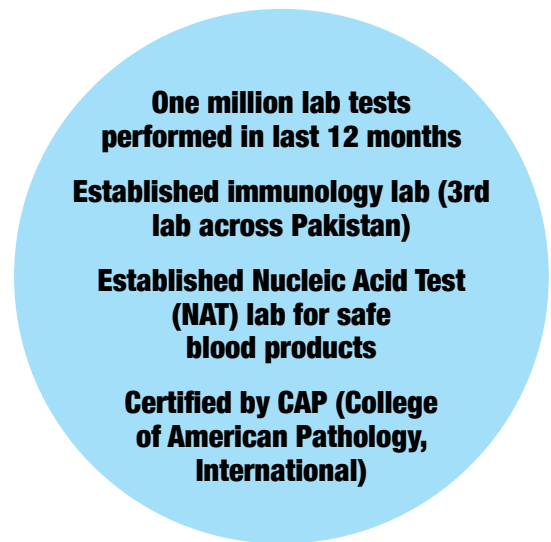 One million lab tests
performed in last 12 months
Established immunology lab (3rd
lab across Pakistan)
Established Nucleic Acid Test
(NAT) lab for safe
blood products
Certified by CAP (College
of American Pathology,
International)